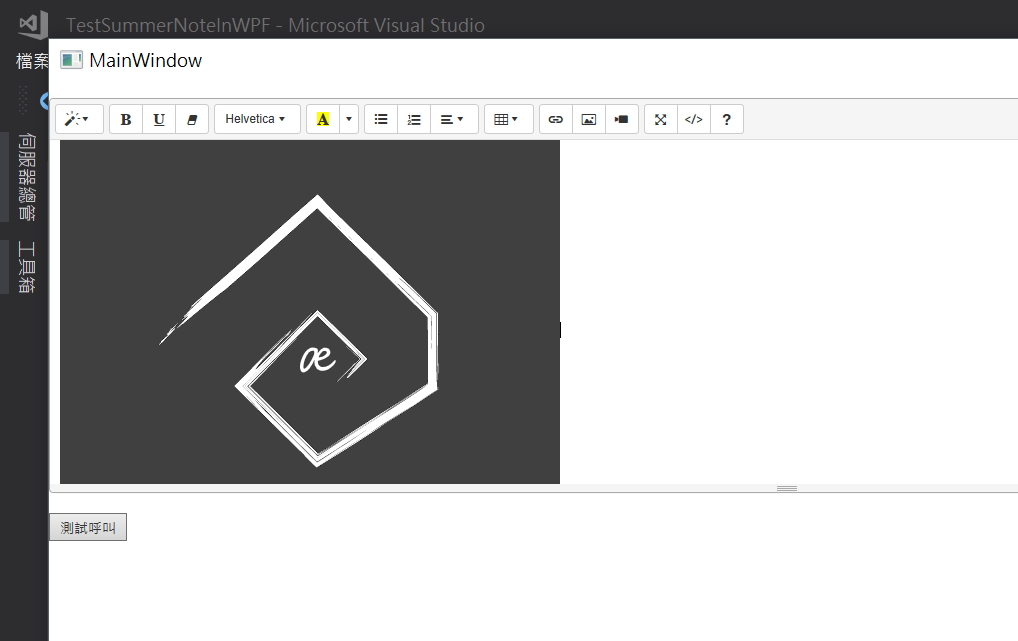 TestSummerNoteInWPF - Microsoft Visual Studio
檔案
MainWindow
伺服器總管
工具箱
B U Helvetica A </> ?
æ
測試呼叫